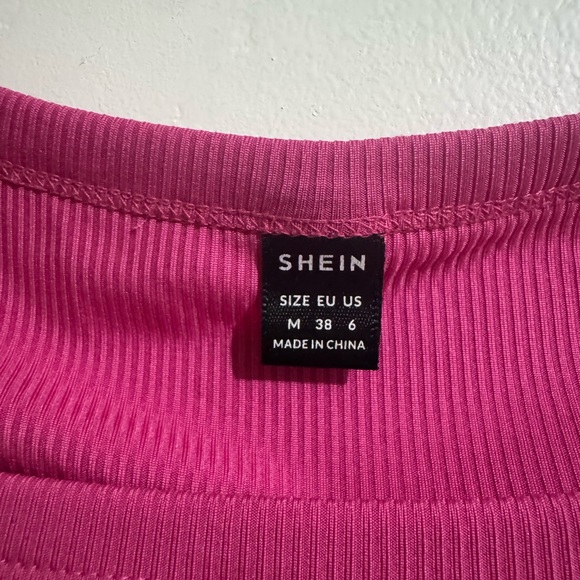 SHEIN
SIZE EU US
M 38 6
MADE IN CHINA